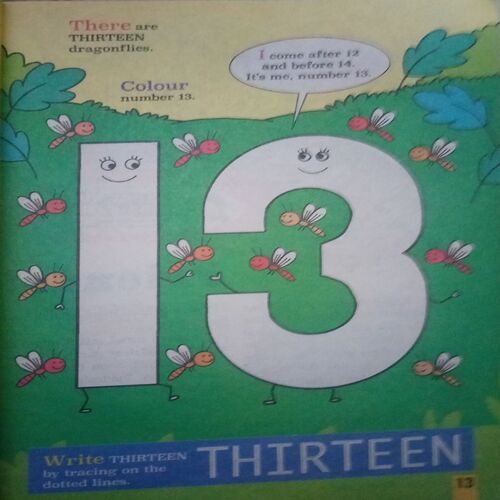 There are
THIRTEEN
dragonflies.
Colour
number 13.
I come after 12
and before 14.
It's me, number 13.
13
Write THIRTEEN
by tracing on the
dotted lines.
THIRTEEN
13